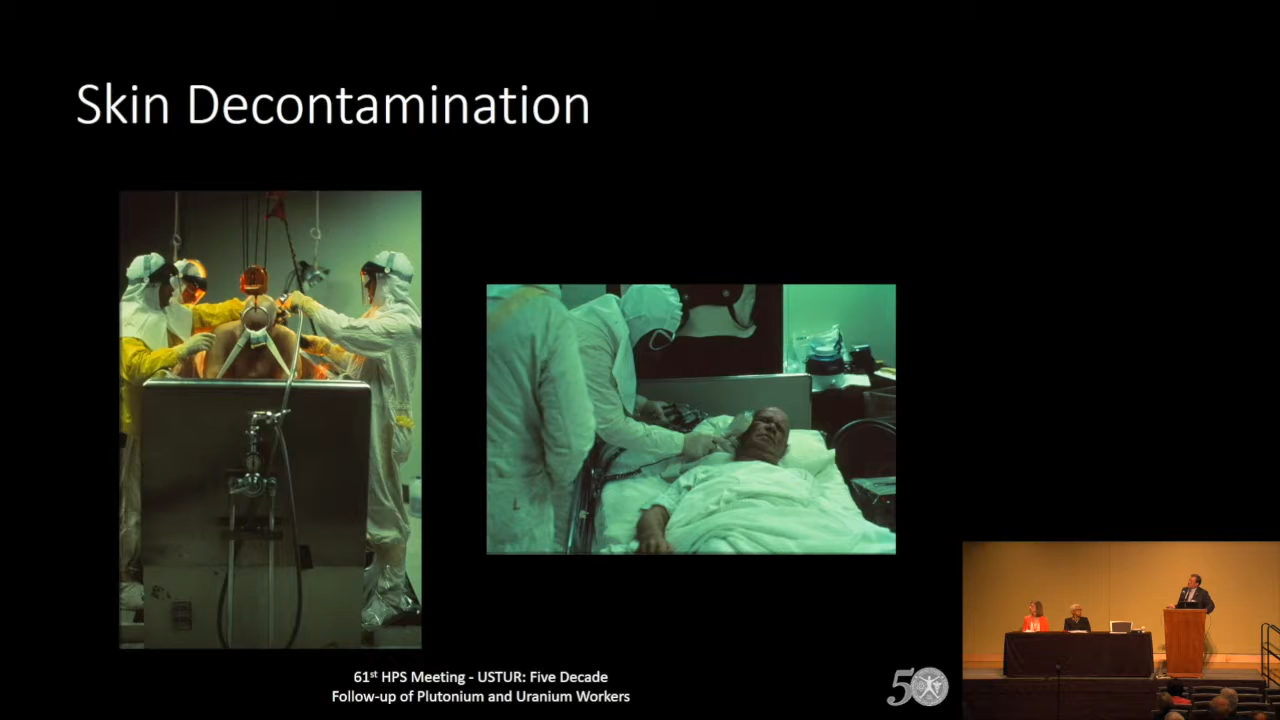 Skin Decontamination
61st HPS Meeting - USTUR: Five Decade
Follow-up of Plutonium and Uranium Workers
50